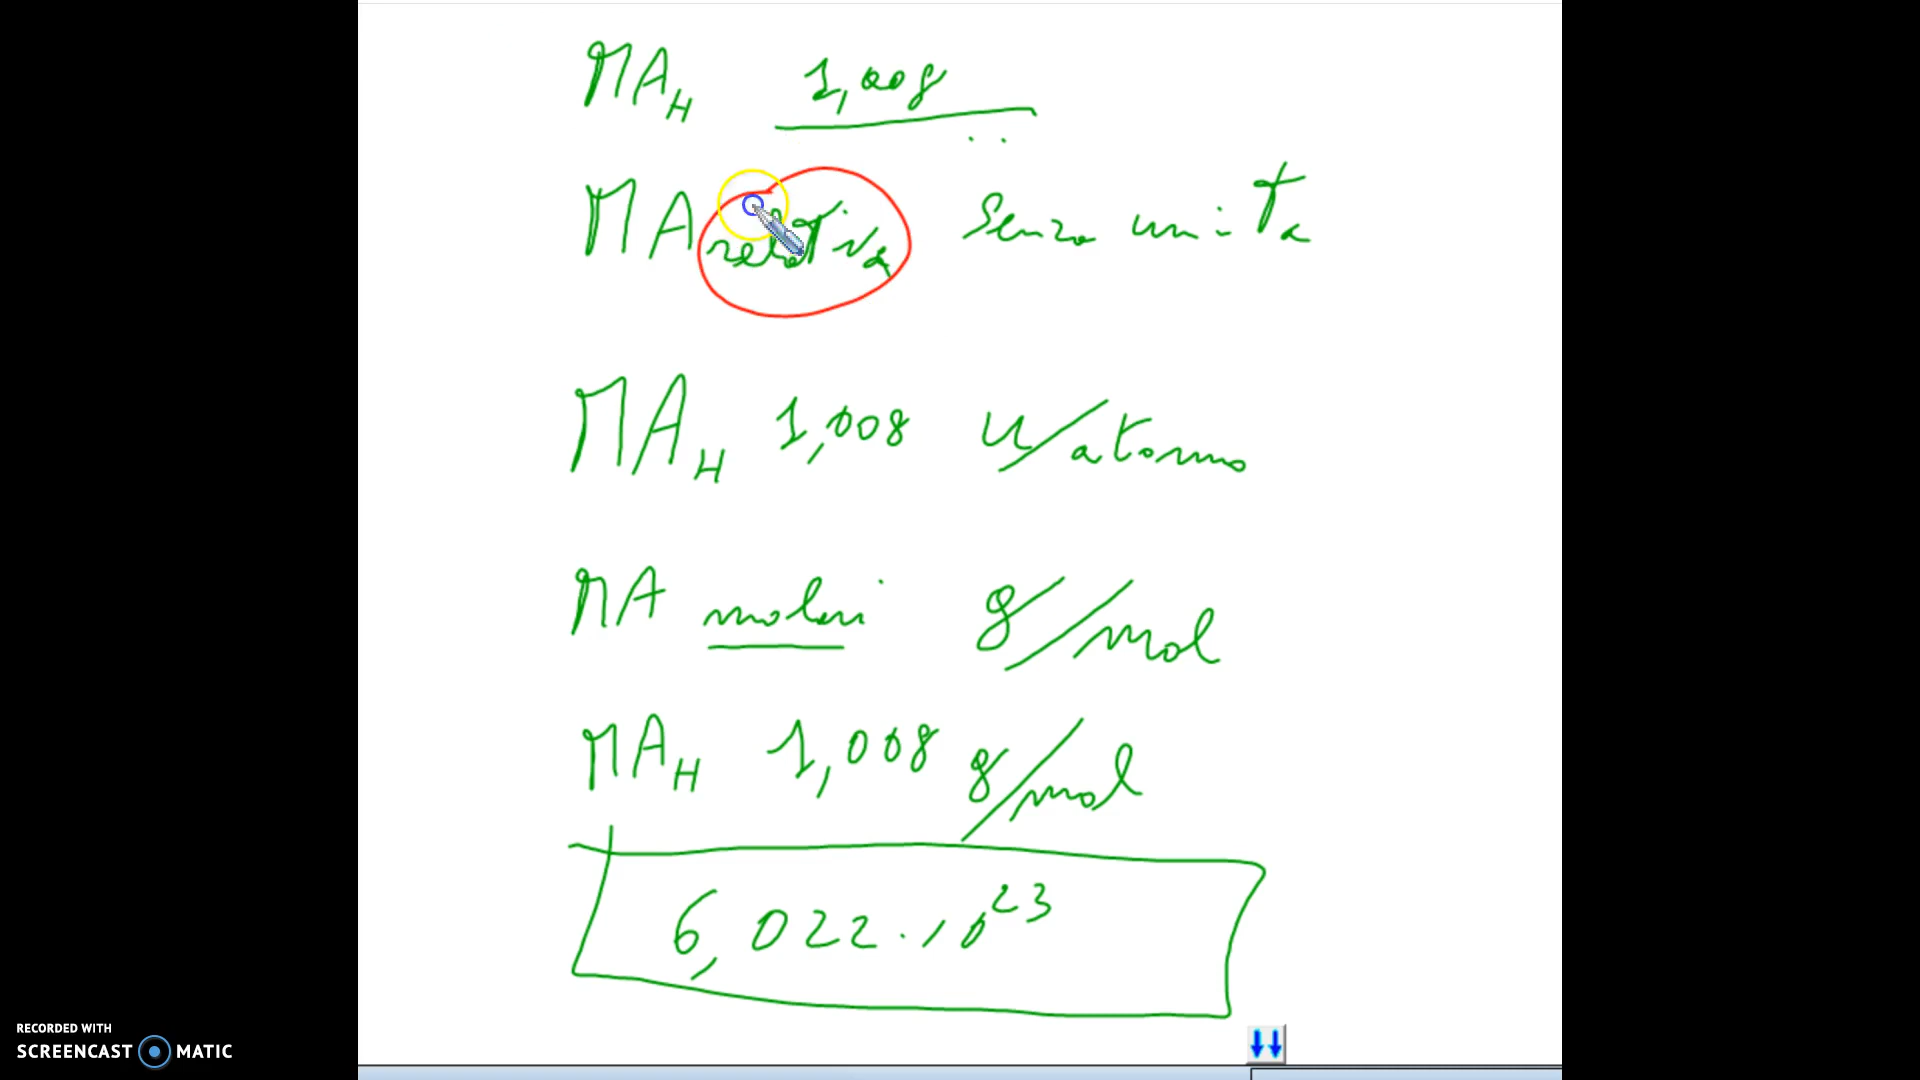 MA_H 1,008
MA relativa Senza unità
MA_H 1,008 u/atomo
MA molari g/mol
MA_H 1,008 g/mol
6,022 · 10^23
RECORDED WITH
SCREENCAST MATIC